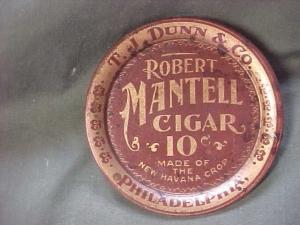 T. J. DUNN & CO.
ROBERT
MANTELL
CIGAR
10¢
MADE OF
THE
NEW HAVANA CROP
PHILADELPHIA.